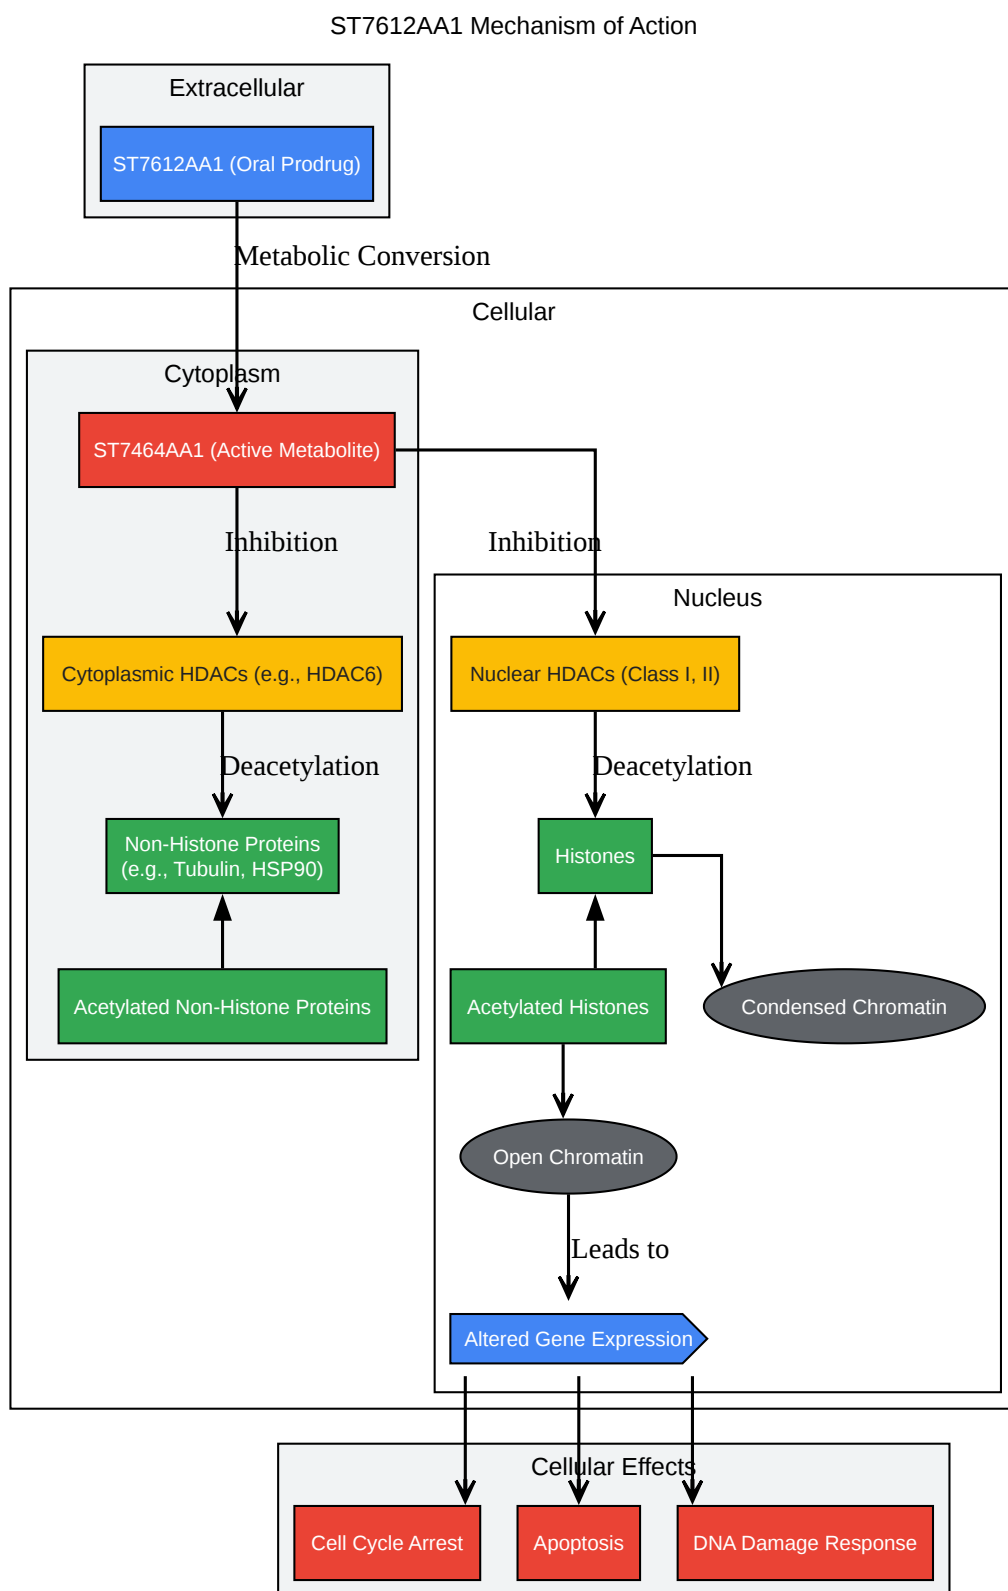 ST7612AA1 Mechanism of Action
Extracellular
ST7612AA1 (Oral Prodrug)
Metabolic Conversion
Cellular
Cytoplasm
ST7464AA1 (Active Metabolite)
Inhibition
Inhibition
Nucleus
Cytoplasmic HDACs (e.g., HDAC6)
Nuclear HDACs (Class I, II)
Deacetylation
Deacetylation
Non-Histone Proteins
(e.g., Tubulin, HSP90)
Histones
Acetylated Non-Histone Proteins
Acetylated Histones
Condensed Chromatin
Open Chromatin
Leads to
Altered Gene Expression
Cellular Effects
Cell Cycle Arrest
Apoptosis
DNA Damage Response